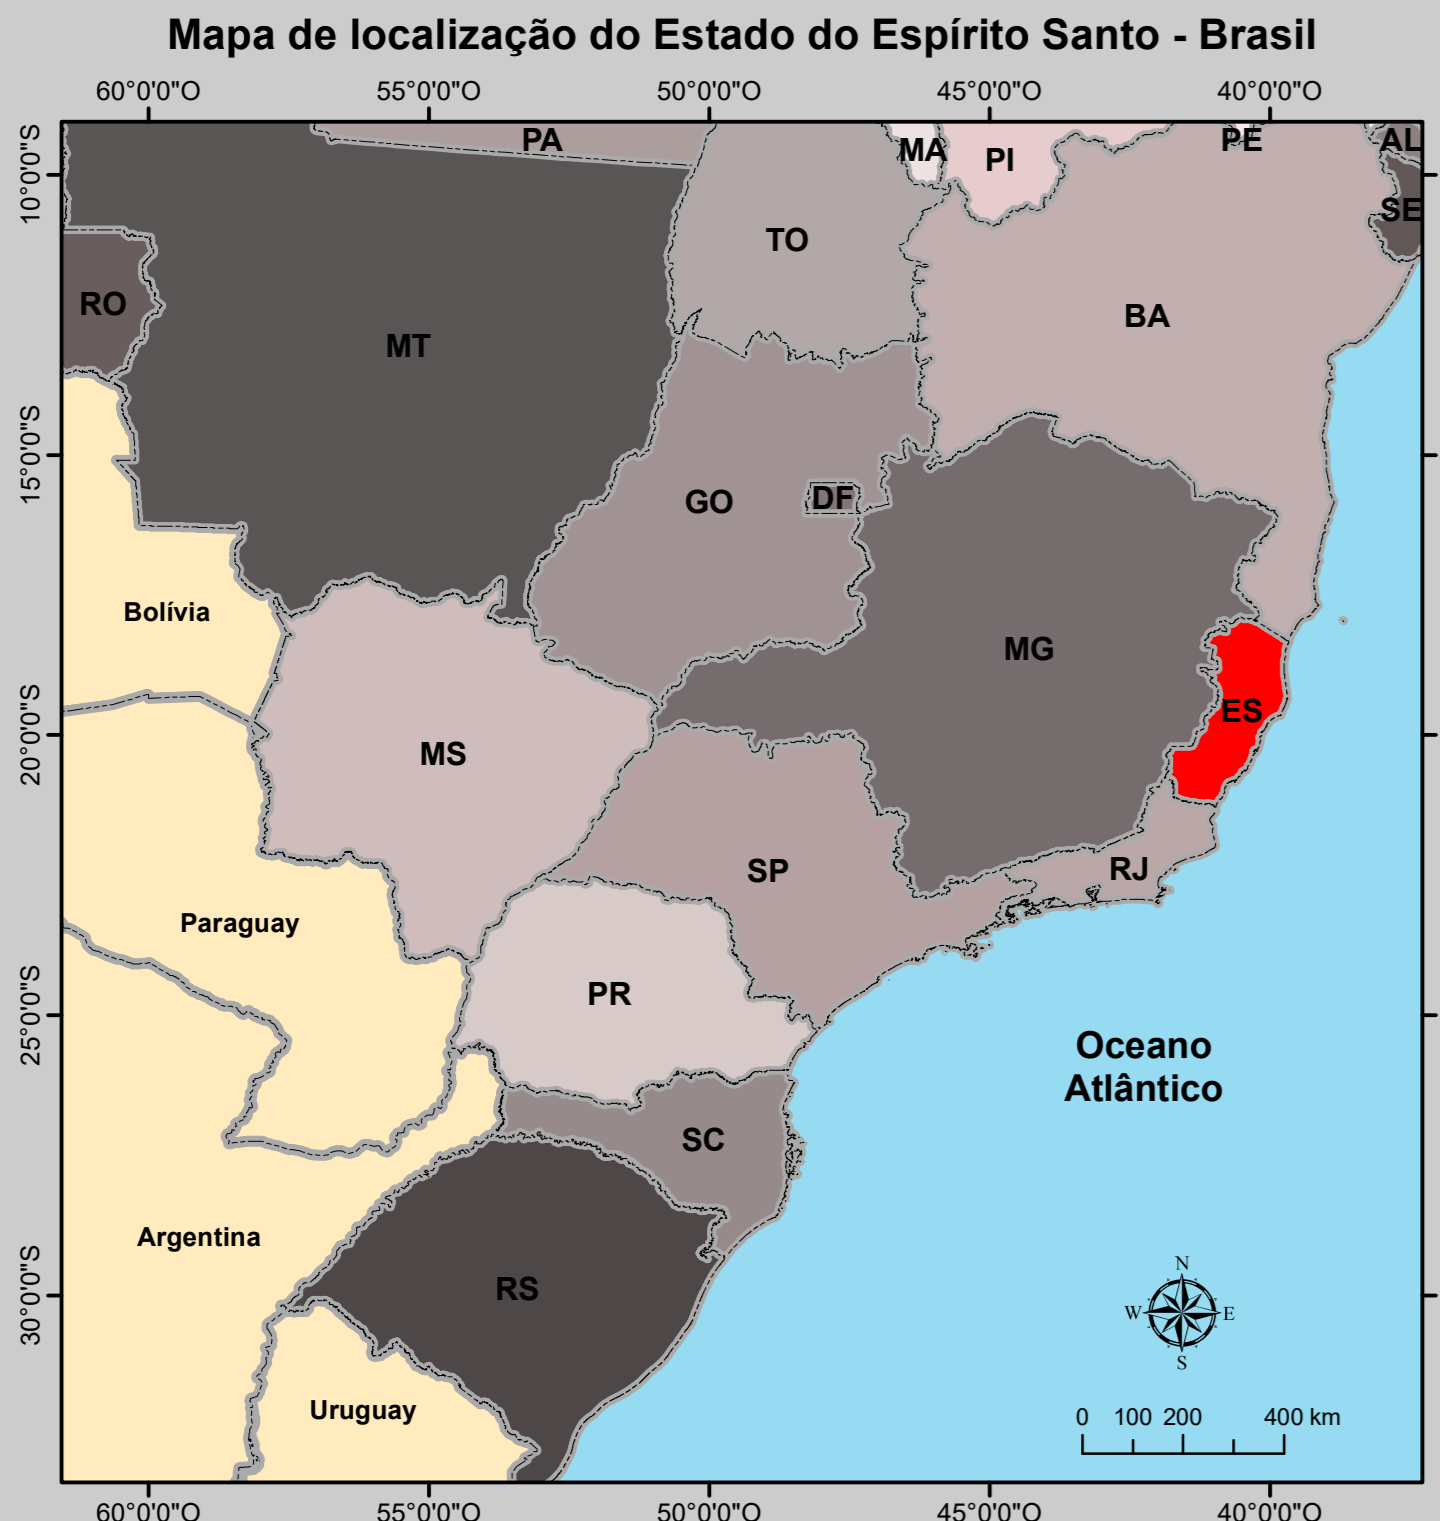 Mapa de localização do Estado do Espírito Santo - Brasil
60°0'0"O 55°0'0"O 50°0'0"O 45°0'0"O 40°0'0"O
PA
MA
PI
PE
AL
10°0'0"S
SE
TO
RO
BA
MT
15°0'0"S
GO
DF
Bolívia
MG
20°0'0"S
ES
MS
SP
RJ
Paraguay
PR
25°0'0"S
Oceano
Atlântico
SC
Argentina
30°0'0"S
RS
N
W E
S
Uruguay
0 100 200 400 km
60°0'0"O 55°0'0"O 50°0'0"O 45°0'0"O 40°0'0"O